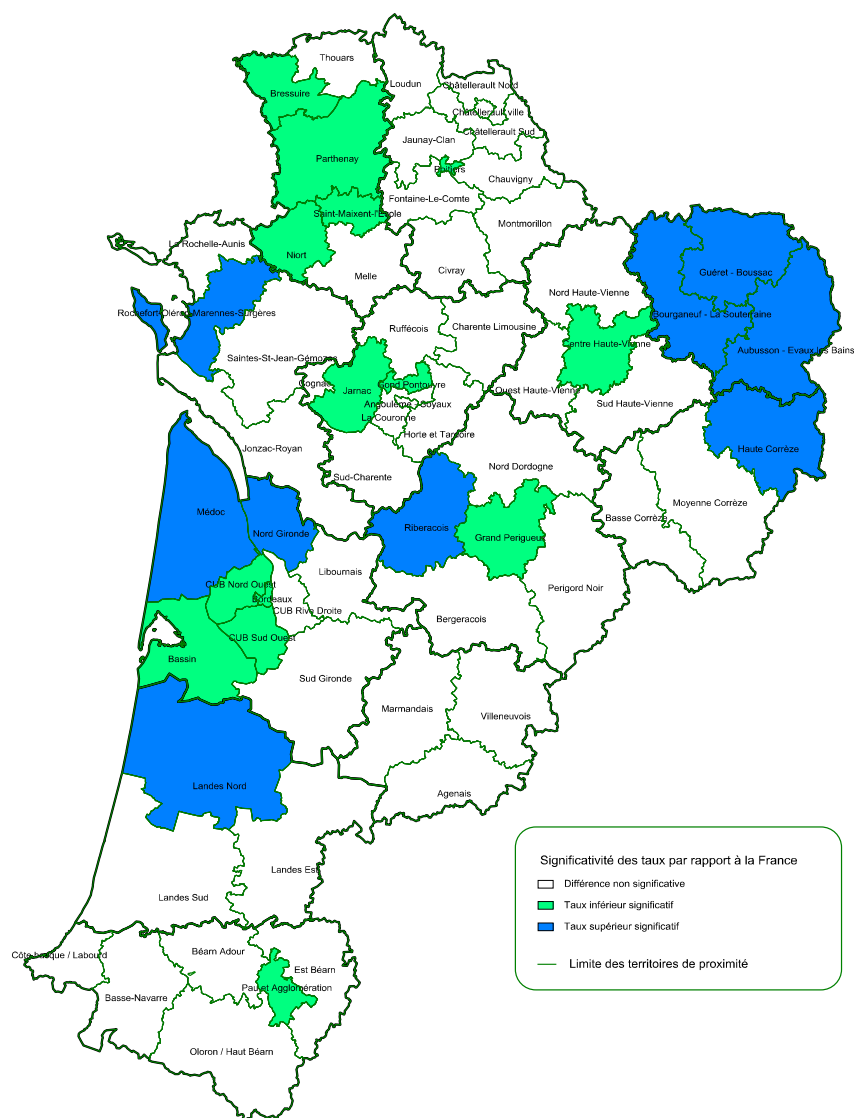 Thouars
Loudun
Châtellerault Nord
Bressuire
Châtellerault ville
Châtellerault Sud
Jaunay-Clan
Parthenay
Poitiers
Chauvigny
Fontaine-Le-Comte
Saint-Maixent-l'Ecole
Montmorillon
La Rochelle-Aunis
Niort
Melle
Civray
Guéret - Boussac
Nord Haute-Vienne
Rochefort-Oléron-Marennes-Surgères
Bourganeuf - La Souterraine
Ruffécois
Charente Limousine
Centre Haute-Vienne
Aubusson - Evaux les Bains
Saintes-St-Jean-Gémozac
Cognac
Jarnac
Gond Pontouvre
Ouest Haute-Vienne
Angoulême - Soyaux
Sud Haute-Vienne
La Couronne
Horte et Tardoire
Jonzac-Royan
Haute Corrèze
Nord Dordogne
Sud-Charente
Moyenne Corrèze
Médoc
Basse Corrèze
Riberacois
Nord Gironde
Grand Perigueux
Libournais
CUB Nord Ouest
Perigord Noir
Bordeaux
CUB Rive Droite
Bergeracois
CUB Sud Ouest
Bassin
Sud Gironde
Marmandais
Villeneuvois
Landes Nord
Agenais
Landes Est
Landes Sud
Béarn Adour
Côte basque / Labourd
Est Béarn
Pau et Agglomération
Basse-Navarre
Oloron / Haut Béarn
Significativité des taux par rapport à la France
Différence non significative
Taux inférieur significatif
Taux supérieur significatif
Limite des territoires de proximité